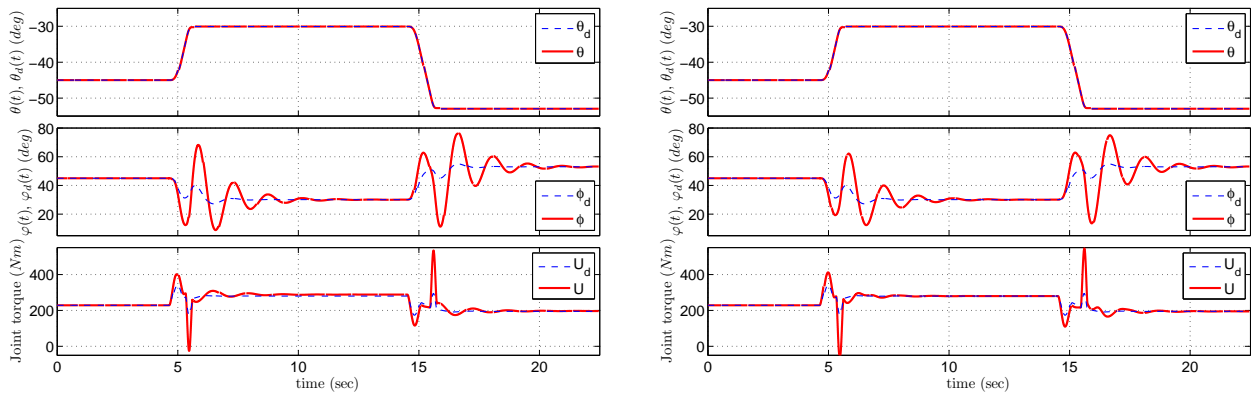 θ(t), θ_d(t) (deg)
−30
−40
−50
θ_d
θ
φ(t), φ_d(t) (deg)
80
60
40
20
ϕ_d
ϕ
Joint torque (Nm)
400
200
0
U_d
U
0 5 10 15 20
time (sec)
θ(t), θ_d(t) (deg)
−30
−40
−50
θ_d
θ
φ(t), φ_d(t) (deg)
80
60
40
20
ϕ_d
ϕ
Joint torque (Nm)
400
200
0
U_d
U
0 5 10 15 20
time (sec)